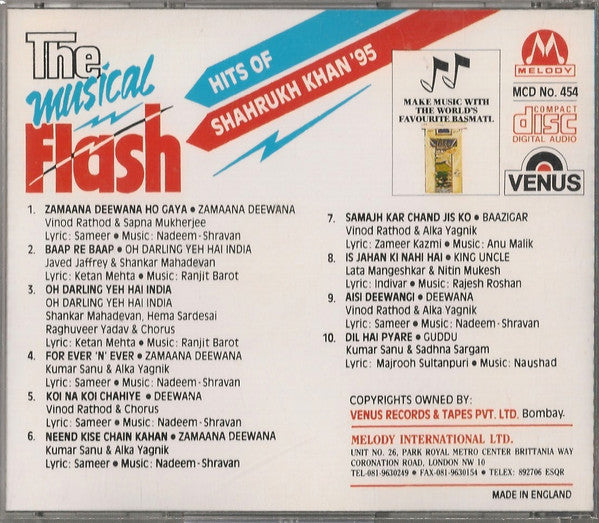 The
musical
Flash
HITS OF
SHAHRUKH KHAN '95
MAKE MUSIC WITH
THE WORLD'S
FAVOURITE BASMATI.
MELODY
MCD No. 454
COMPACT
disc
DIGITAL AUDIO
VENUS
1. ZAMAANA DEEWANA HO GAYA • ZAMAANA DEEWANA
Vinod Rathod & Sapna Mukherjee
Lyric: Sameer • Music: Nadeem-Shravan
2. BAAP RE BAAP • OH DARLING YEH HAI INDIA
Javed Jaffrey & Shankar Mahadevan
Lyric: Ketan Mehta • Music: Ranjit Barot
3. OH DARLING YEH HAI INDIA
OH DARLING YEH HAI INDIA
Shankar Mahadevan, Hema Sardesai
Raghuveer Yadav & Chorus
Lyric: Ketan Mehta • Music: Ranjit Barot
4. FOR EVER 'N' EVER • ZAMAANA DEEWANA
Kumar Sanu & Alka Yagnik
Lyric: Sameer • Music: Nadeem-Shravan
5. KOI NA KOI CHAHIYE • DEEWANA
Vinod Rathod & Chorus
Lyric: Sameer • Music: Nadeem-Shravan
6. NEEND KISE CHAIN KAHAN • ZAMAANA DEEWANA
Kumar Sanu & Alka Yagnik
Lyric: Sameer • Music: Nadeem-Shravan
7. SAMAJH KAR CHAND JIS KO • BAAZIGAR
Vinod Rathod & Alka Yagnik
Lyric: Zameer Kazmi • Music: Anu Malik
8. IS JAHAN KI NAHI HAI • KING UNCLE
Lata Mangeshkar & Nitin Mukesh
Lyric: Indivar • Music: Rajesh Roshan
9. AISI DEEWANGI • DEEWANA
Vinod Rathod & Alka Yagnik
Lyric: Sameer • Music: Nadeem-Shravan
10. DIL HAI PYARE • GUDDU
Kumar Sanu & Sadhna Sargam
Lyric: Majrooh Sultanpuri • Music: Naushad
COPYRIGHTS OWNED BY:
VENUS RECORDS & TAPES PVT. LTD. Bombay.
MELODY INTERNATIONAL LTD.
UNIT NO. 26, PARK ROYAL METRO CENTER BRITTANIA WAY
CORONATION ROAD, LONDON NW 10
TEL-081-9630249 • FAX-081-9630154 • TELEX: 892706 ESQR
MADE IN ENGLAND